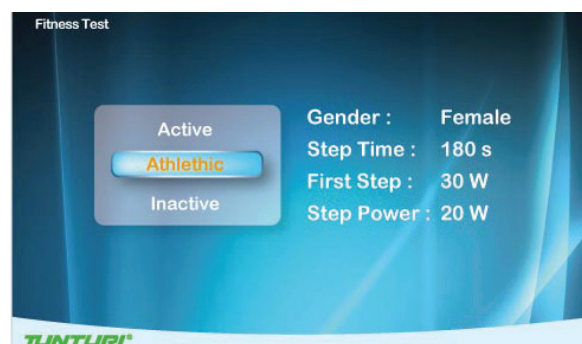 Fitness Test
Active
Athlethic
Inactive
Gender : Female
Step Time : 180 s
First Step : 30 W
Step Power : 20 W
TUNTURI®